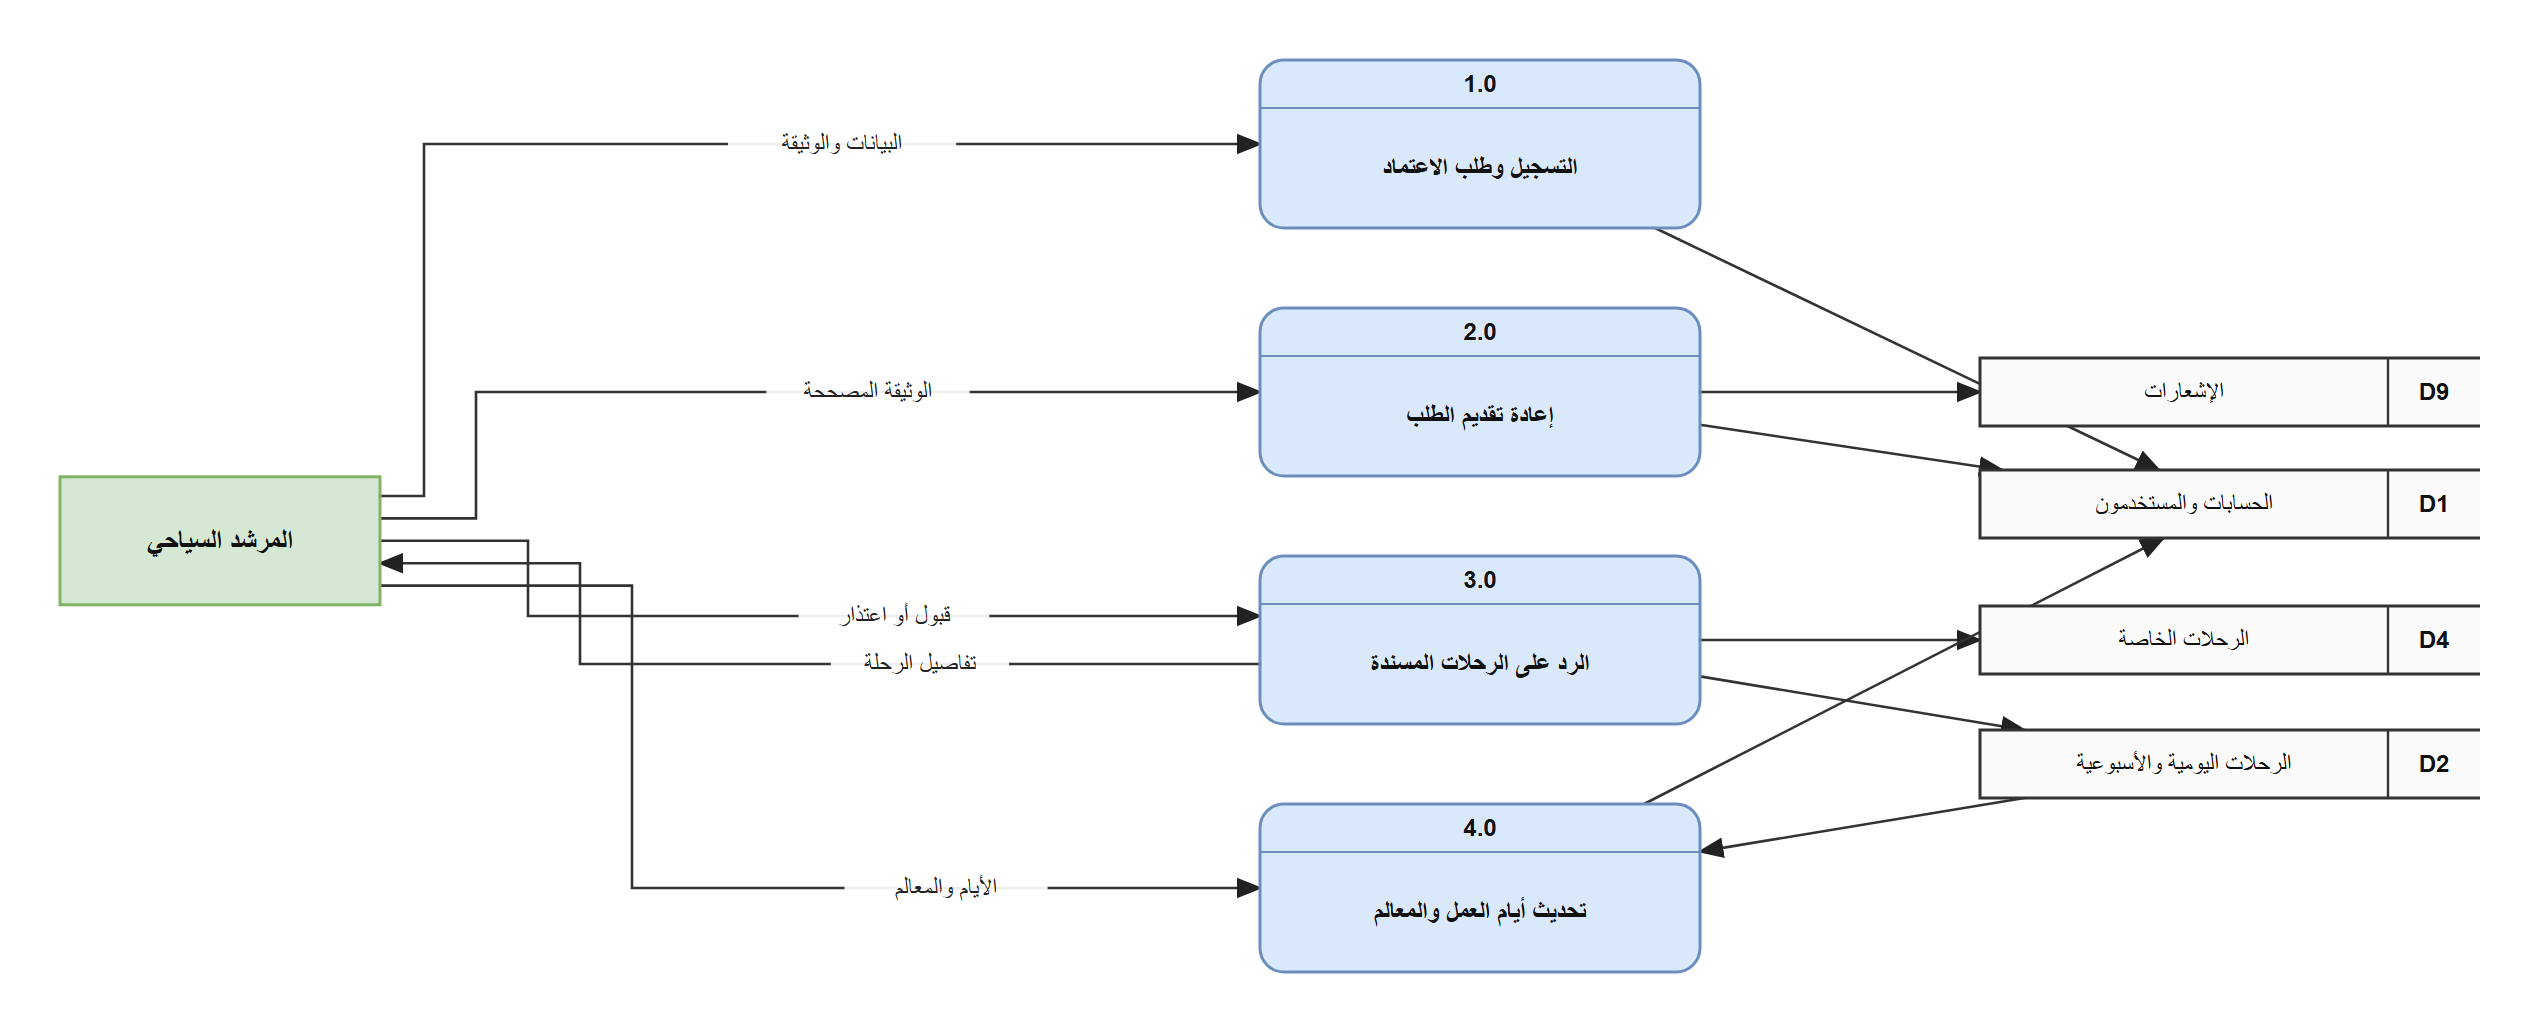 1.0
التسجيل وطلب الاعتماد
البيانات والوثيقة
2.0
إعادة تقديم الطلب
الوثيقة المصححة
D9
الإشعارات
D1
الحسابات والمستخدمون
المرشد السياحي
3.0
الرد على الرحلات المسندة
قبول أو اعتذار
تفاصيل الرحلة
D4
الرحلات الخاصة
D2
الرحلات اليومية والأسبوعية
4.0
تحديث أيام العمل والمعالم
الأيام والمعالم